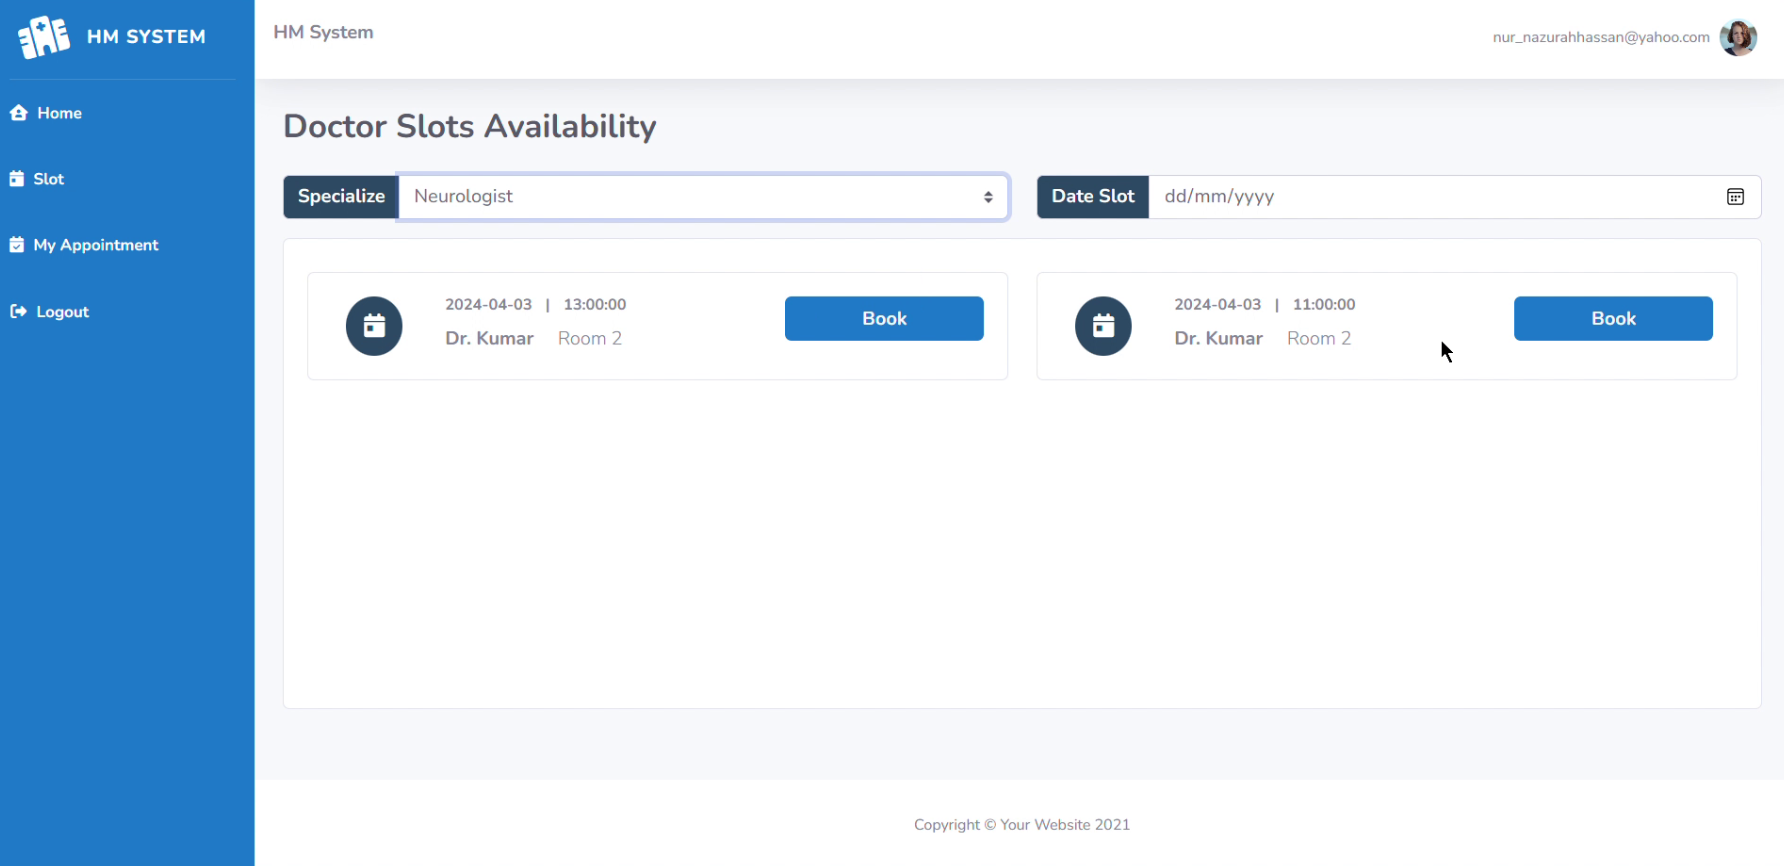 HM SYSTEM
HM System
nur_nazurahhassan@yahoo.com
Home
Slot
My Appointment
Logout
Doctor Slots Availability
Specialize Neurologist
Date Slot dd/mm/yyyy
2024-04-03 | 13:00:00
Dr. Kumar Room 2
Book
2024-04-03 | 11:00:00
Dr. Kumar Room 2
Book
Copyright © Your Website 2021